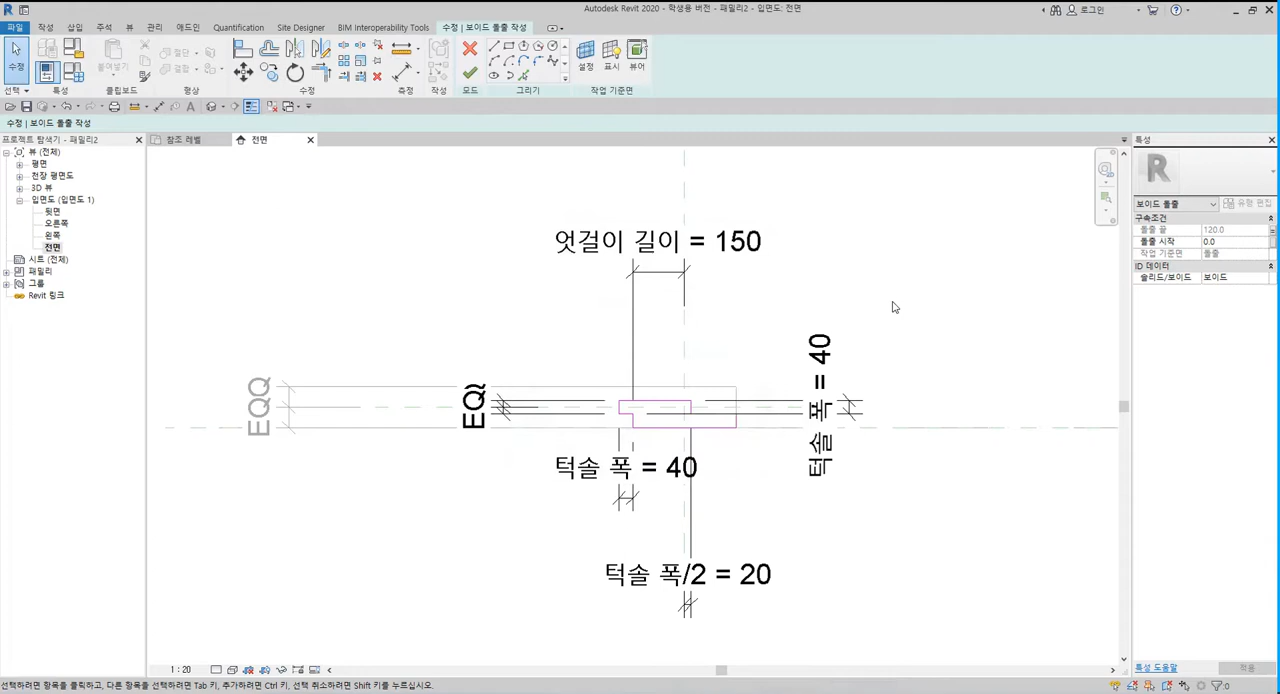 Autodesk Revit 2020 - 학생용 버전 - 패밀리2 - 입면도: 전면
로그인
파일 작성 삽입 주석 뷰 관리 애드인 Quantification Site Designer BIM Interoperability Tools 수정 | 보이드 돌출 작성
수정 붙여넣기 절단 결합 설정 표시 뷰어
선택 특성 클립보드 형상 수정 측정 작성 모드 그리기 작업 기준면
수정 | 보이드 돌출 작성
프로젝트 탐색기 - 패밀리2
참조 레벨
전면
특성
뷰 (전체)
평면
천장 평면도
3D 뷰
입면도 (입면도 1)
뒷면
오른쪽
왼쪽
전면
시트 (전체)
패밀리
그룹
Revit 링크
엇걸이 길이 = 150
EQQ
턱솔 폭 = 40
턱솔 폭 = 40
턱솔 폭/2 = 20
보이드 돌출
유형 편집
구속조건
돌출 끝 120.0
돌출 시작 0.0
작업 기준면 돌출
ID 데이터
솔리드/보이드 보이드
특성 도움말
적용
1 : 20
선택하려면 항목을 클릭하고, 다른 항목을 선택하려면 Tab 키, 추가하려면 Ctrl 키, 선택 취소하려면 Shift 키를 누르십시오.
:0